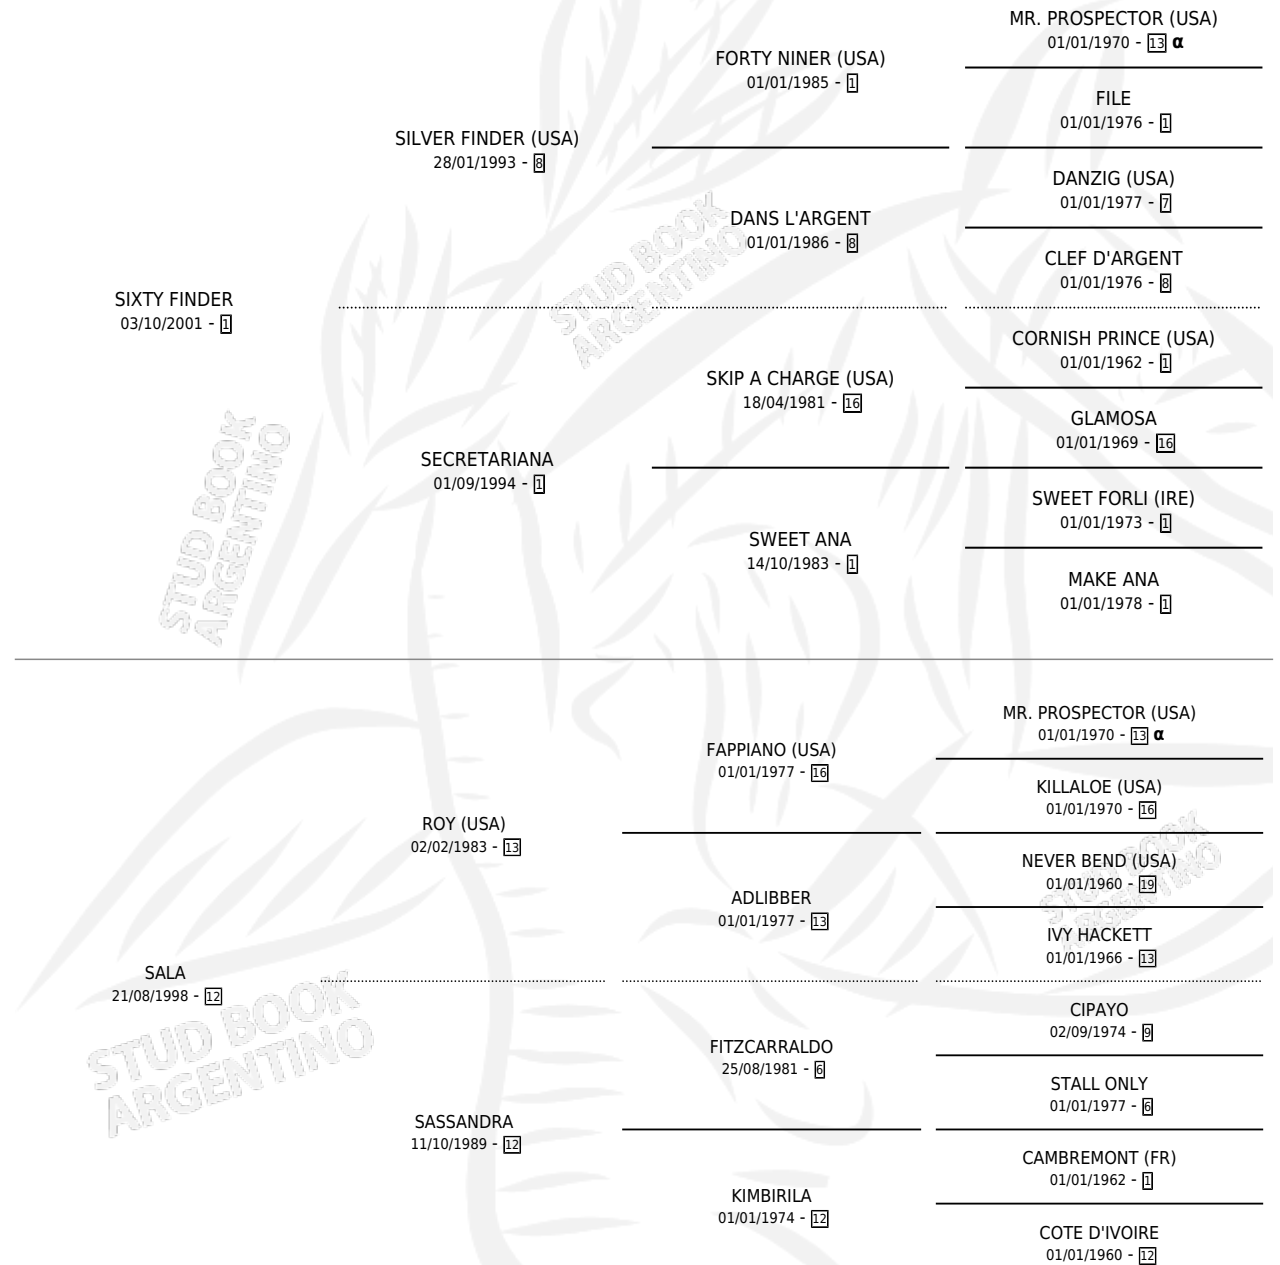 MR. PROSPECTOR (USA)
01/01/1970 - 13 α
FORTY NINER (USA)
01/01/1985 - 1
FILE
01/01/1976 - 1
SILVER FINDER (USA)
28/01/1993 - 8
DANZIG (USA)
01/01/1977 - 7
DANS L'ARGENT
01/01/1986 - 8
CLEF D'ARGENT
01/01/1976 - 8
SIXTY FINDER
03/10/2001 - 1
CORNISH PRINCE (USA)
01/01/1962 - 1
SKIP A CHARGE (USA)
18/04/1981 - 16
GLAMOSA
01/01/1969 - 16
SECRETARIANA
01/09/1994 - 1
SWEET FORLI (IRE)
01/01/1973 - 1
SWEET ANA
14/10/1983 - 1
MAKE ANA
01/01/1978 - 1
STUD BOOK
ARGENTINO
STUD BOOK
ARGENTINO
MR. PROSPECTOR (USA)
01/01/1970 - 13 α
FAPPIANO (USA)
01/01/1977 - 16
KILLALOE (USA)
01/01/1970 - 16
ROY (USA)
02/02/1983 - 13
NEVER BEND (USA)
01/01/1960 - 19
ADLIBBER
01/01/1977 - 13
IVY HACKETT
01/01/1966 - 13
SALA
21/08/1998 - 12
CIPAYO
02/09/1974 - 9
FITZCARRALDO
25/08/1981 - 6
STALL ONLY
01/01/1977 - 6
SASSANDRA
11/10/1989 - 12
CAMBREMONT (FR)
01/01/1962 - 1
KIMBIRILA
01/01/1974 - 12
COTE D'IVOIRE
01/01/1960 - 12
STUD BOOK
ARGENTINO
STUD BOOK
ARGENTINO